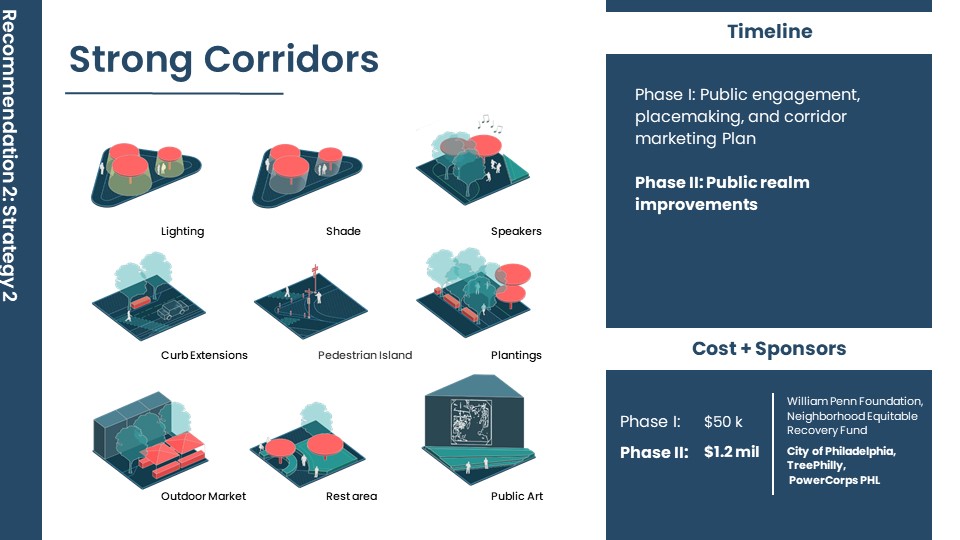 Recommendation 2: Strategy 2
Strong Corridors
Lighting
Shade
Speakers
Curb Extensions
Pedestrian Island
Plantings
Outdoor Market
Rest area
Public Art
Timeline
Phase I: Public engagement,
placemaking, and corridor
marketing Plan
Phase II: Public realm
improvements
Cost + Sponsors
Phase I: $50 k
Phase II: $1.2 mil
William Penn Foundation,
Neighborhood Equitable
Recovery Fund
City of Philadelphia,
TreePhilly,
PowerCorps PHL